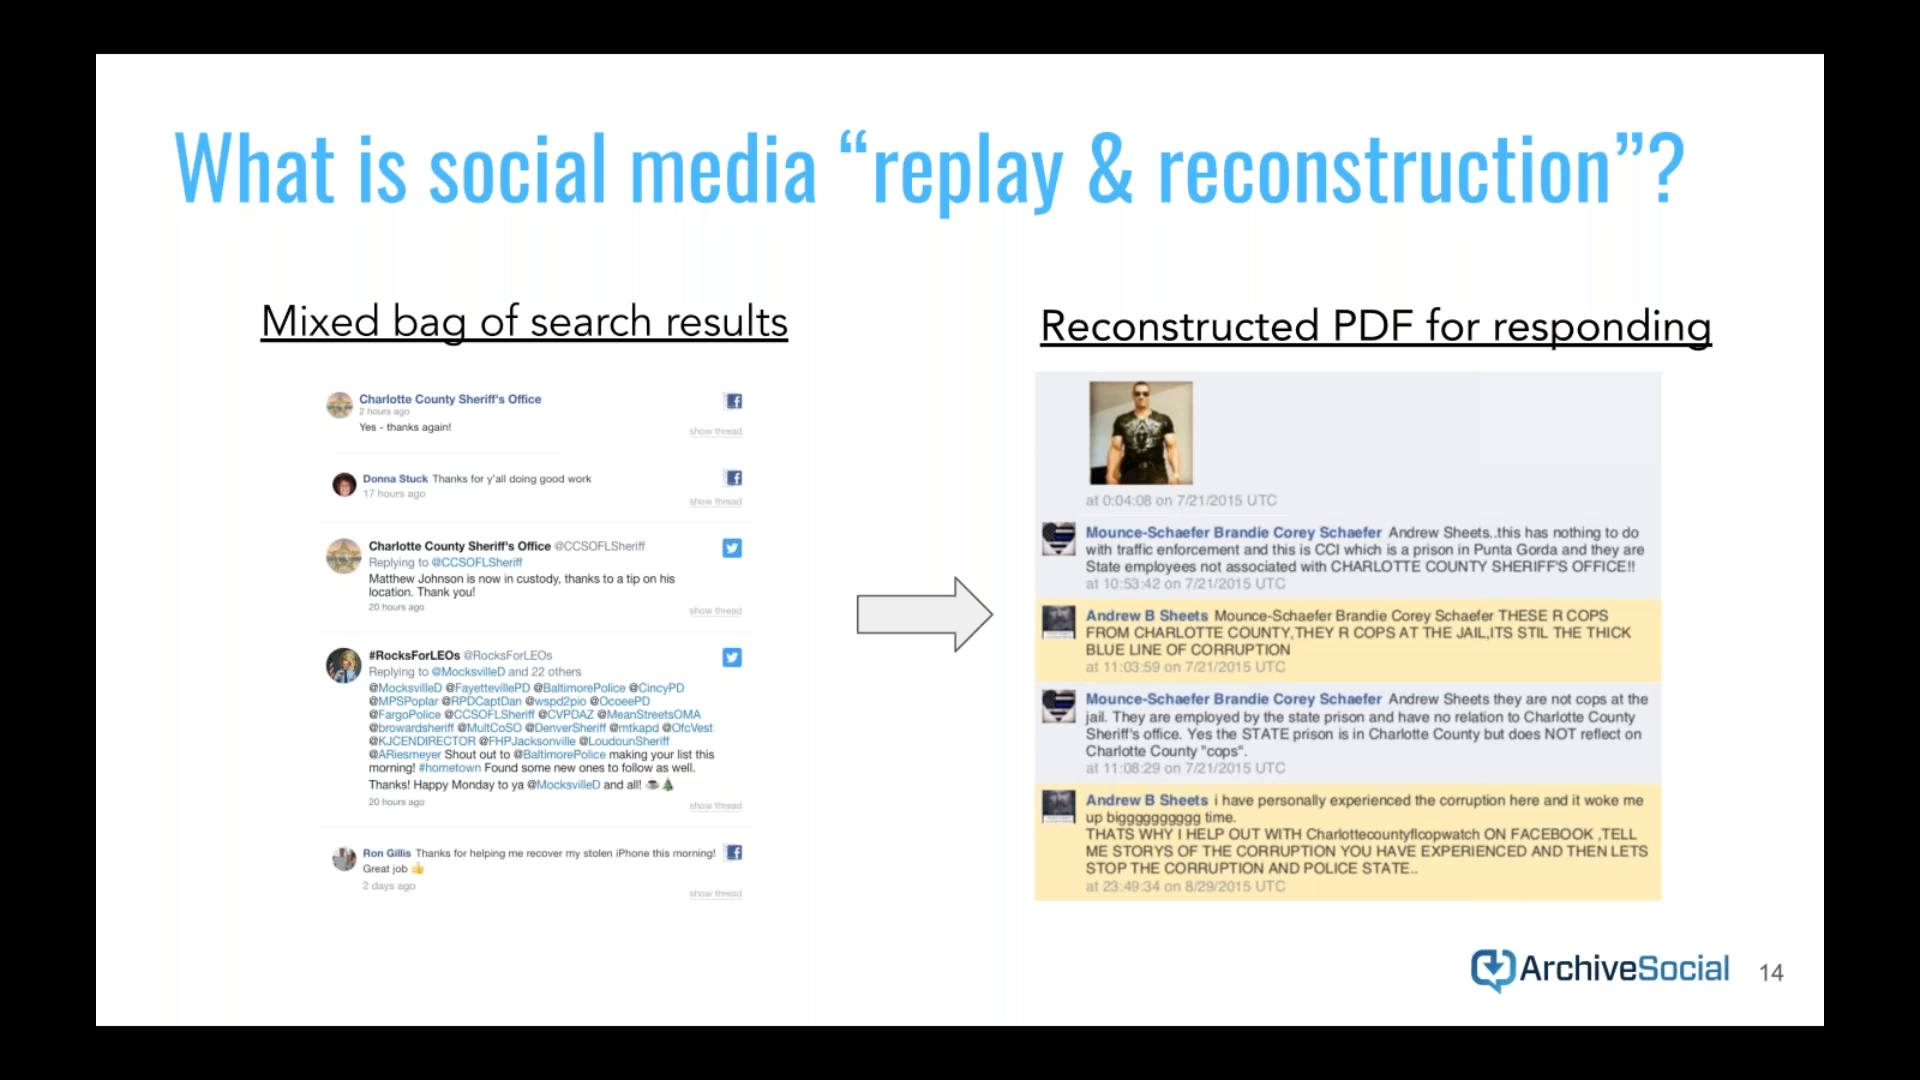 What is social media “replay & reconstruction”?
Mixed bag of search results
Charlotte County Sheriff's Office
2 hours ago
Yes - thanks again!
show thread
Donna Stuck Thanks for y'all doing good work
17 hours ago
show thread
Charlotte County Sheriff's Office @CCSOFLSheriff
Replying to @CCSOFLSheriff
Matthew Johnson is now in custody, thanks to a tip on his
location. Thank you!
20 hours ago
show thread
#RocksForLEOs @RocksForLEOs
Replying to @MocksvilleD and 22 others
@MocksvilleD @FayettevillePD @BaltimorePolice @CincyPD
@MPSPoplar @RPDCaptDan @wspd2pio @OcoeePD
@FargoPolice @CCSOFLSheriff @CVPDAZ @MeanStreetsOMA
@browardsheriff @MultCoSO @DenverSheriff @mtkapd @OfcVest
@KJCENDIRECTOR @FHPJacksonville @LoudounSheriff
@ARiesmeyer Shout out to @BaltimorePolice making your list this
morning! #hometown Found some new ones to follow as well.
Thanks! Happy Monday to ya @MocksvilleD and all! ☕🎄
20 hours ago
show thread
Ron Gillis Thanks for helping me recover my stolen iPhone this morning!
Great job 👍
2 days ago
show thread
Reconstructed PDF for responding
at 0:04:08 on 7/21/2015 UTC
Mounce-Schaefer Brandie Corey Schaefer Andrew Sheets..this has nothing to do
with traffic enforcement and this is CCI which is a prison in Punta Gorda and they are
State employees not associated with CHARLOTTE COUNTY SHERIFF'S OFFICE!!
at 10:53:42 on 7/21/2015 UTC
Andrew B Sheets Mounce-Schaefer Brandie Corey Schaefer THESE R COPS
FROM CHARLOTTE COUNTY,THEY R COPS AT THE JAIL,ITS STIL THE THICK
BLUE LINE OF CORRUPTION
at 11:03:59 on 7/21/2015 UTC
Mounce-Schaefer Brandie Corey Schaefer Andrew Sheets they are not cops at the
jail. They are employed by the state prison and have no relation to Charlotte County
Sheriff's office. Yes the STATE prison is in Charlotte County but does NOT reflect on
Charlotte County "cops".
at 11:08:29 on 7/21/2015 UTC
Andrew B Sheets i have personally experienced the corruption here and it woke me
up biggggggggggg time.
THATS WHY I HELP OUT WITH Charlottecountyflcopwatch ON FACEBOOK ,TELL
ME STORYS OF THE CORRUPTION YOU HAVE EXPERIENCED AND THEN LETS
STOP THE CORRUPTION AND POLICE STATE..
at 23:49:34 on 8/29/2015 UTC
ArchiveSocial
14